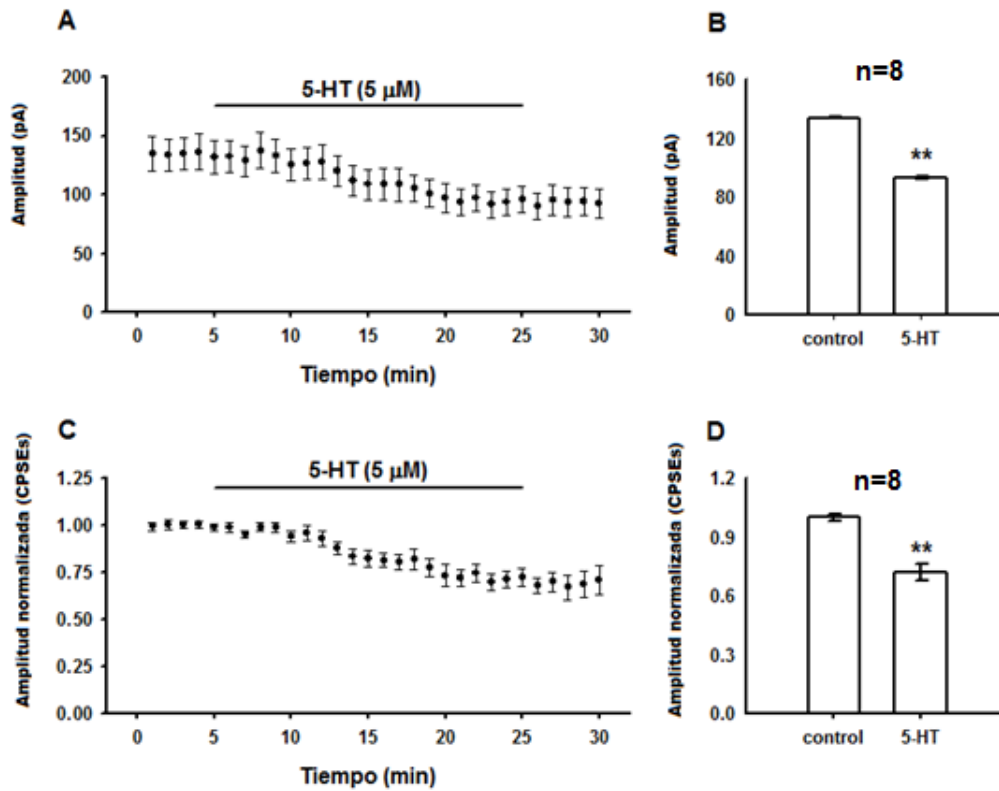 A
5-HT (5 μM)
Amplitud (pA)
200
150
100
50
0
0 5 10 15 20 25 30
Tiempo (min)
B
n=8
Amplitud (pA)
160
120
80
40
0
**
control 5-HT
C
5-HT (5 μM)
Amplitud normalizada (CPSEs)
1.25
1.00
0.75
0.50
0.25
0.00
0 5 10 15 20 25 30
Tiempo (min)
D
n=8
Amplitud normalizada (CPSEs)
1.2
0.9
0.6
0.3
0.0
**
control 5-HT